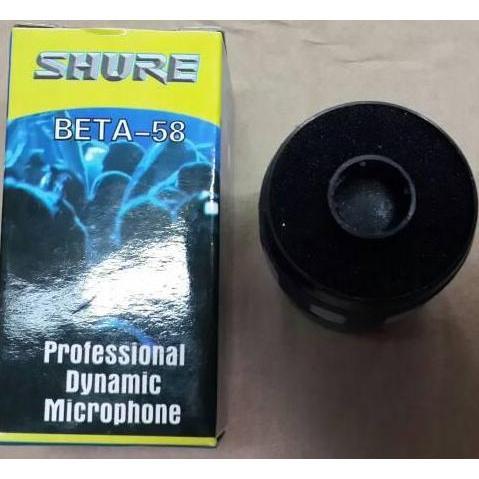 SHURE
BETA-58
Professional
Dynamic
Microphone